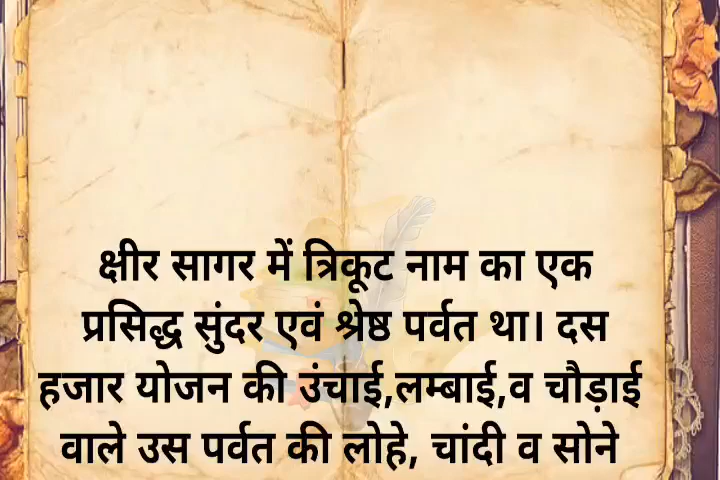 क्षीर सागर में त्रिकूट नाम का एक
प्रसिद्ध सुंदर एवं श्रेष्ठ पर्वत था। दस
हजार योजन की उंचाई,लम्बाई,व चौड़ाई
वाले उस पर्वत की लोहे, चांदी व सोने